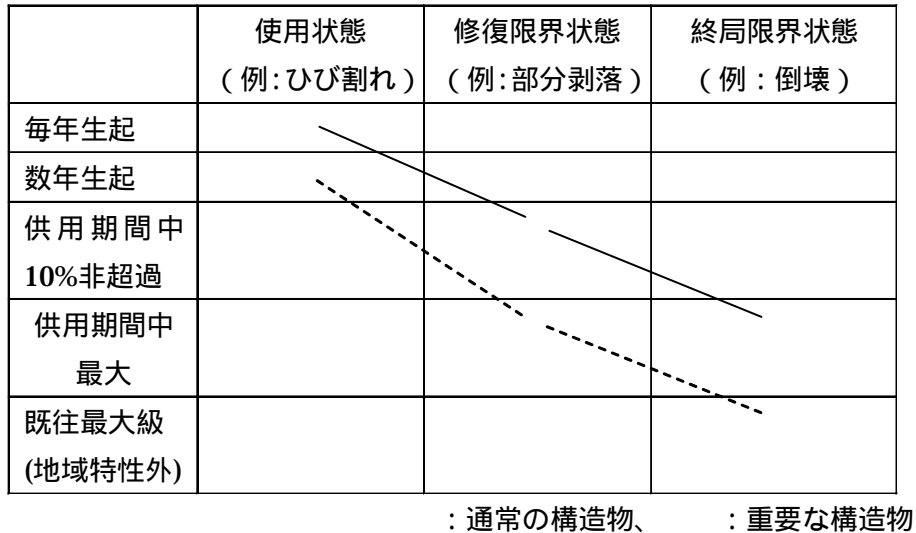 使用状態
(例:ひび割れ)
修復限界状態
(例:部分剥落)
終局限界状態
(例:倒壊)
毎年生起
数年生起
供用期間中
10%非超過
供用期間中
最大
既往最大級
(地域特性外)
:通常の構造物、 :重要な構造物